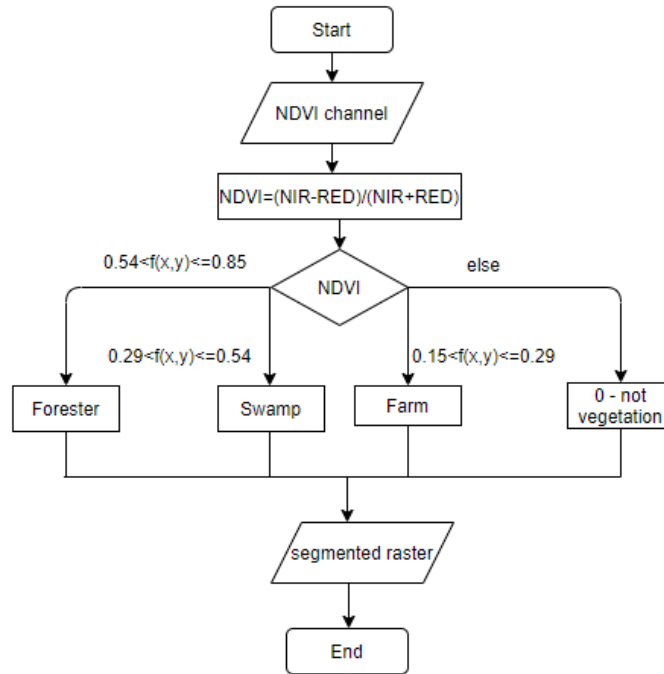 Start
NDVI channel
NDVI=(NIR-RED)/(NIR+RED)
0.54<f(x,y)<=0.85
else
NDVI
0.29<f(x,y)<=0.54
0.15<f(x,y)<=0.29
Forester
Swamp
Farm
0 - not
vegetation
segmented raster
End